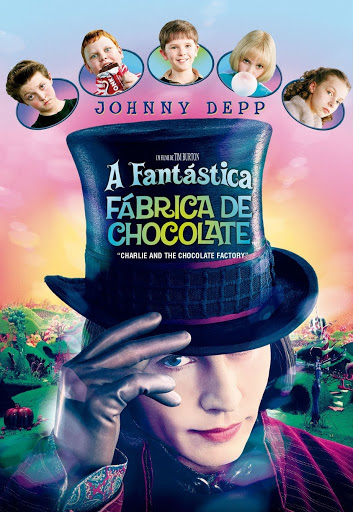 JOHNNY DEPP
UM FILME DE TIM BURTON
A Fantástica
FÁBRICA DE
CHOCOLATE
"CHARLIE AND THE CHOCOLATE FACTORY"